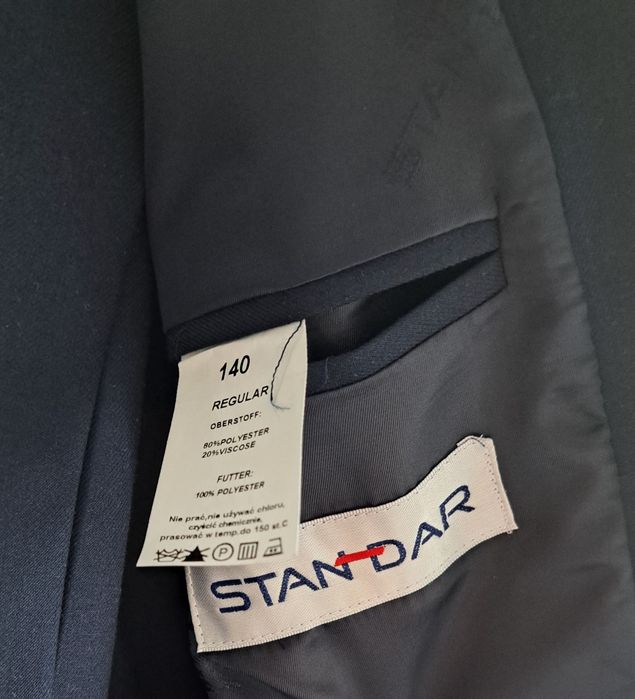 140
REGULAR
OBERSTOFF:
80%POLYESTER
20%VISCOSE
FUTTER:
100% POLYESTER
Nie prać,nie używać chloru,
czyścić chemicznie,
prasować w temp.do 150 st.C
P
STANDAR